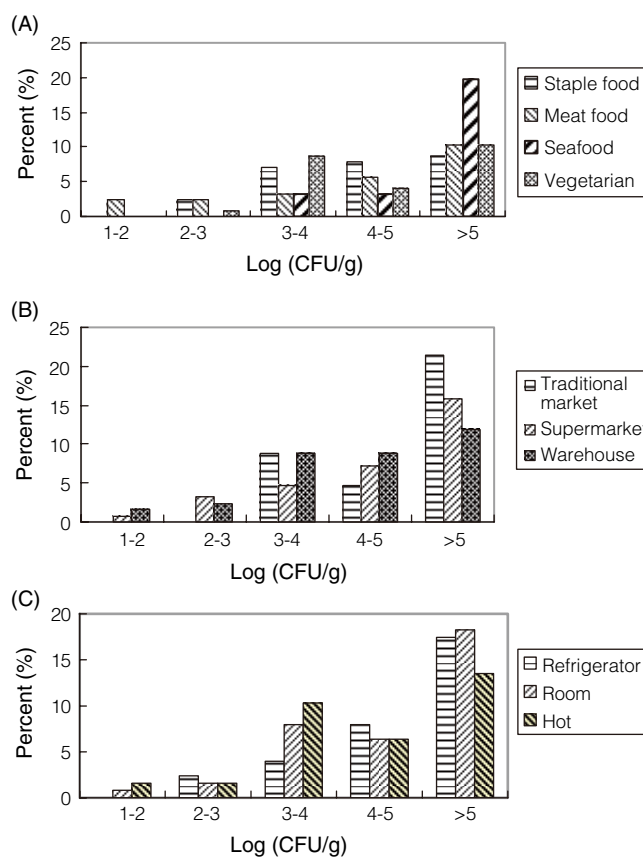 (A)
25
20
15
10
5
0
Percent (%)
1-2 2-3 3-4 4-5 >5
Log (CFU/g)
Staple food
Meat food
Seafood
Vegetarian
(B)
25
20
15
10
5
0
Percent (%)
1-2 2-3 3-4 4-5 >5
Log (CFU/g)
Traditional
market
Supermarket
Warehouse
(C)
20
15
10
5
0
Percent (%)
1-2 2-3 3-4 4-5 >5
Log (CFU/g)
Refrigerator
Room
Hot